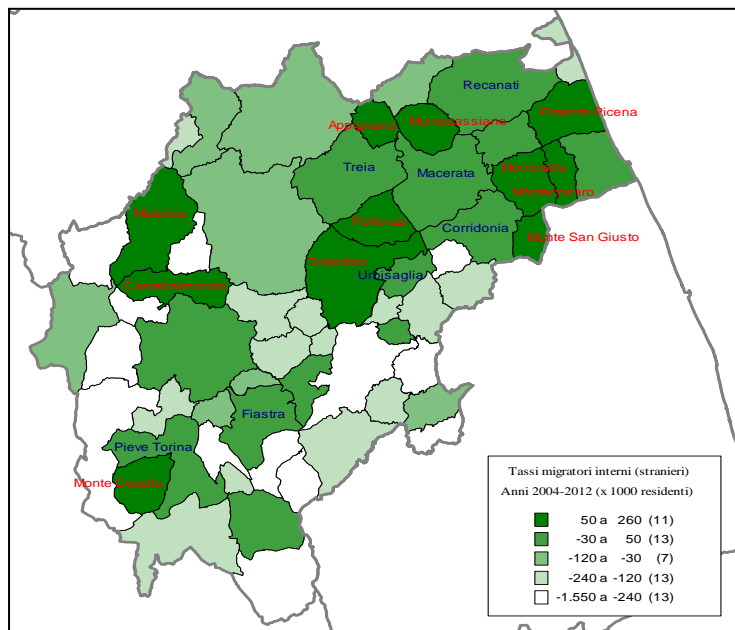 Recanati
Potenza Picena
Appignano
Montecassiano
Treia
Macerata
Morrovalle
Montecosaro
Matelica
Pollenza
Corridonia
Monte San Giusto
Tolentino
Urbisaglia
Castelraimondo
Fiastra
Pieve Torina
Monte Cavallo
Tassi migratori interni (stranieri)
Anni 2004-2012 (x 1000 residenti)
50 a 260 (11)
-30 a 50 (13)
-120 a -30 (7)
-240 a -120 (13)
-1.550 a -240 (13)